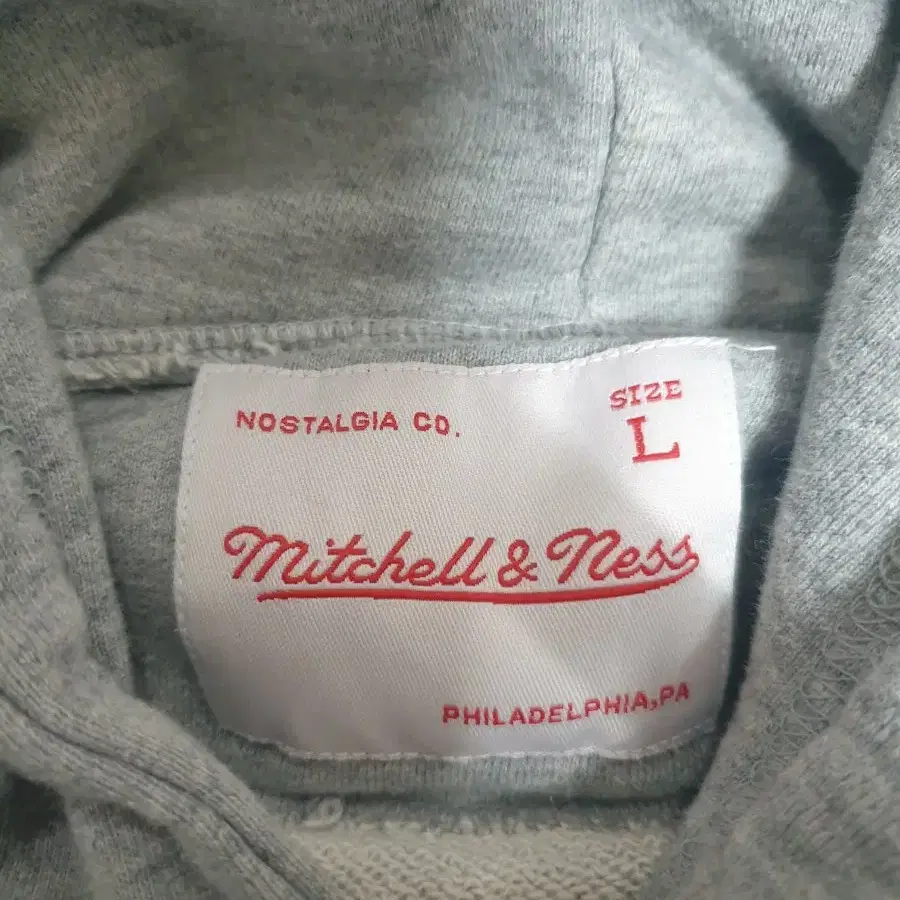 NOSTALGIA CO.
SIZE
L
Mitchell & Ness
PHILADELPHIA, PA